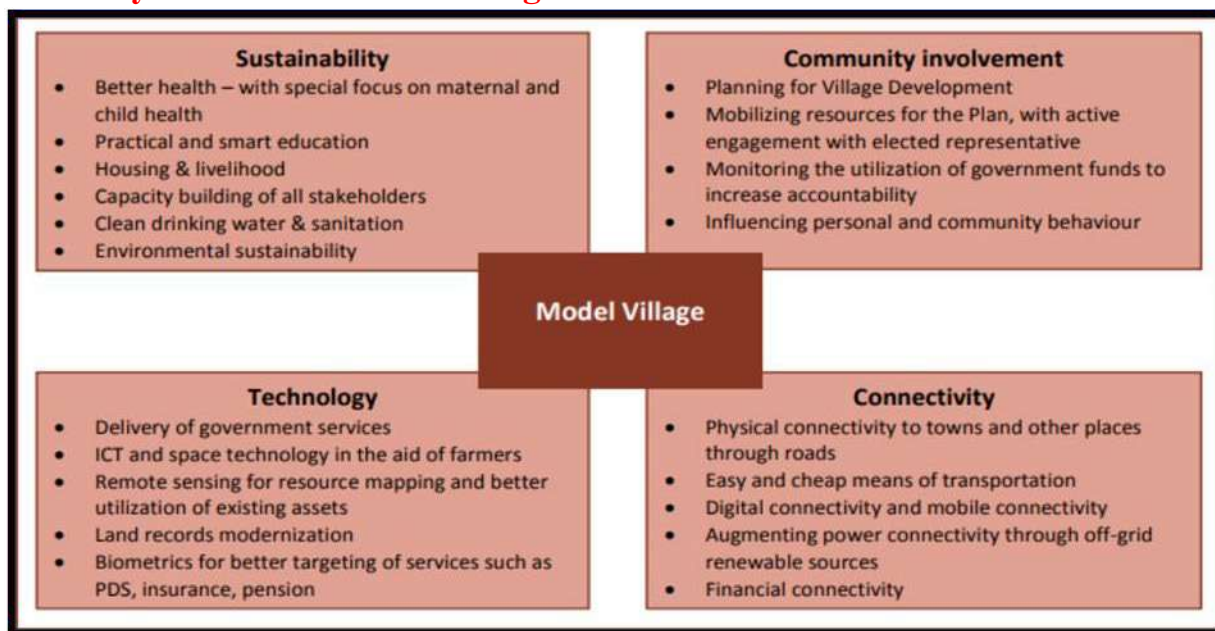 Sustainability
• Better health – with special focus on maternal and
child health
• Practical and smart education
• Housing & livelihood
• Capacity building of all stakeholders
• Clean drinking water & sanitation
• Environmental sustainability
Community involvement
• Planning for Village Development
• Mobilizing resources for the Plan, with active
engagement with elected representative
• Monitoring the utilization of government funds to
increase accountability
• Influencing personal and community behaviour
Model Village
Technology
• Delivery of government services
• ICT and space technology in the aid of farmers
• Remote sensing for resource mapping and better
utilization of existing assets
• Land records modernization
• Biometrics for better targeting of services such as
PDS, insurance, pension
Connectivity
• Physical connectivity to towns and other places
through roads
• Easy and cheap means of transportation
• Digital connectivity and mobile connectivity
• Augmenting power connectivity through off-grid
renewable sources
• Financial connectivity